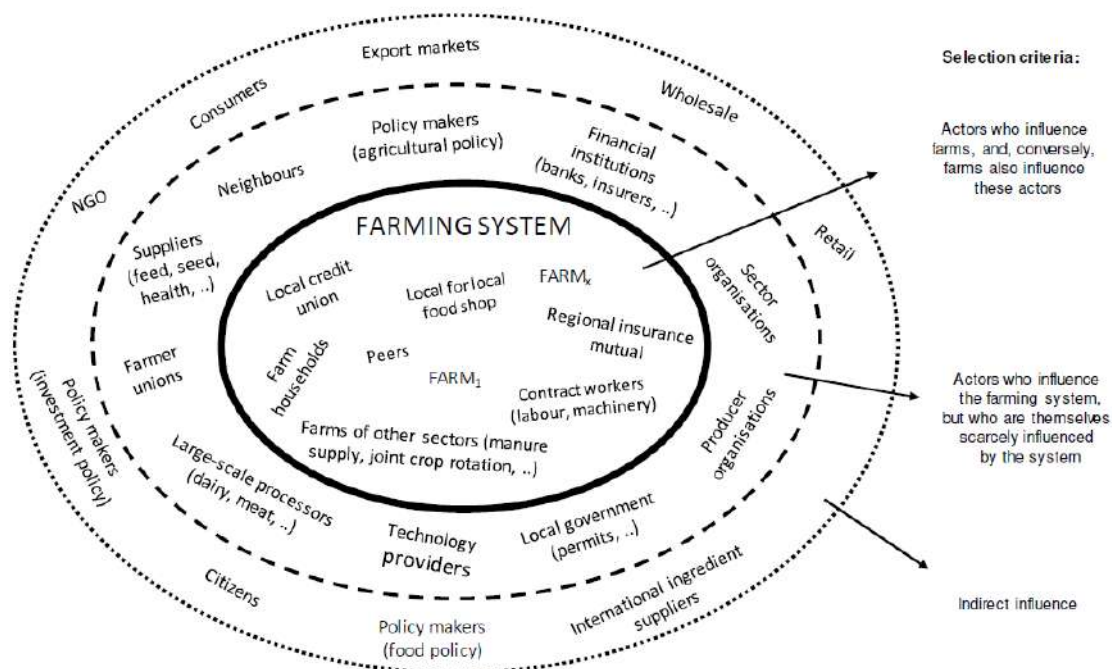 Export markets
Consumers
Wholesale
NGO
Retail
Policy makers
(agricultural policy)
Neighbours
Financial
institutions
(banks, insurers, ..)
Suppliers
(feed, seed,
health, ..)
Sector
organisations
FARMING SYSTEM
Local credit
union
Local for local
food shop
FARMₓ
Regional insurance
mutual
Farm
households
Peers
FARM₁
Contract workers
(labour, machinery)
Farms of other sectors (manure
supply, joint crop rotation, ..)
Farmer
unions
Producer
organisations
Large-scale processors
(dairy, meat, ..)
Technology
providers
Local government
(permits, ..)
Policy makers
(investment policy)
Citizens
Policy makers
(food policy)
International ingredient
suppliers
Selection criteria:
Actors who influence
farms, and, conversely,
farms also influence
these actors
Actors who influence
the farming system,
but who are themselves
scarcely influenced
by the system
Indirect influence